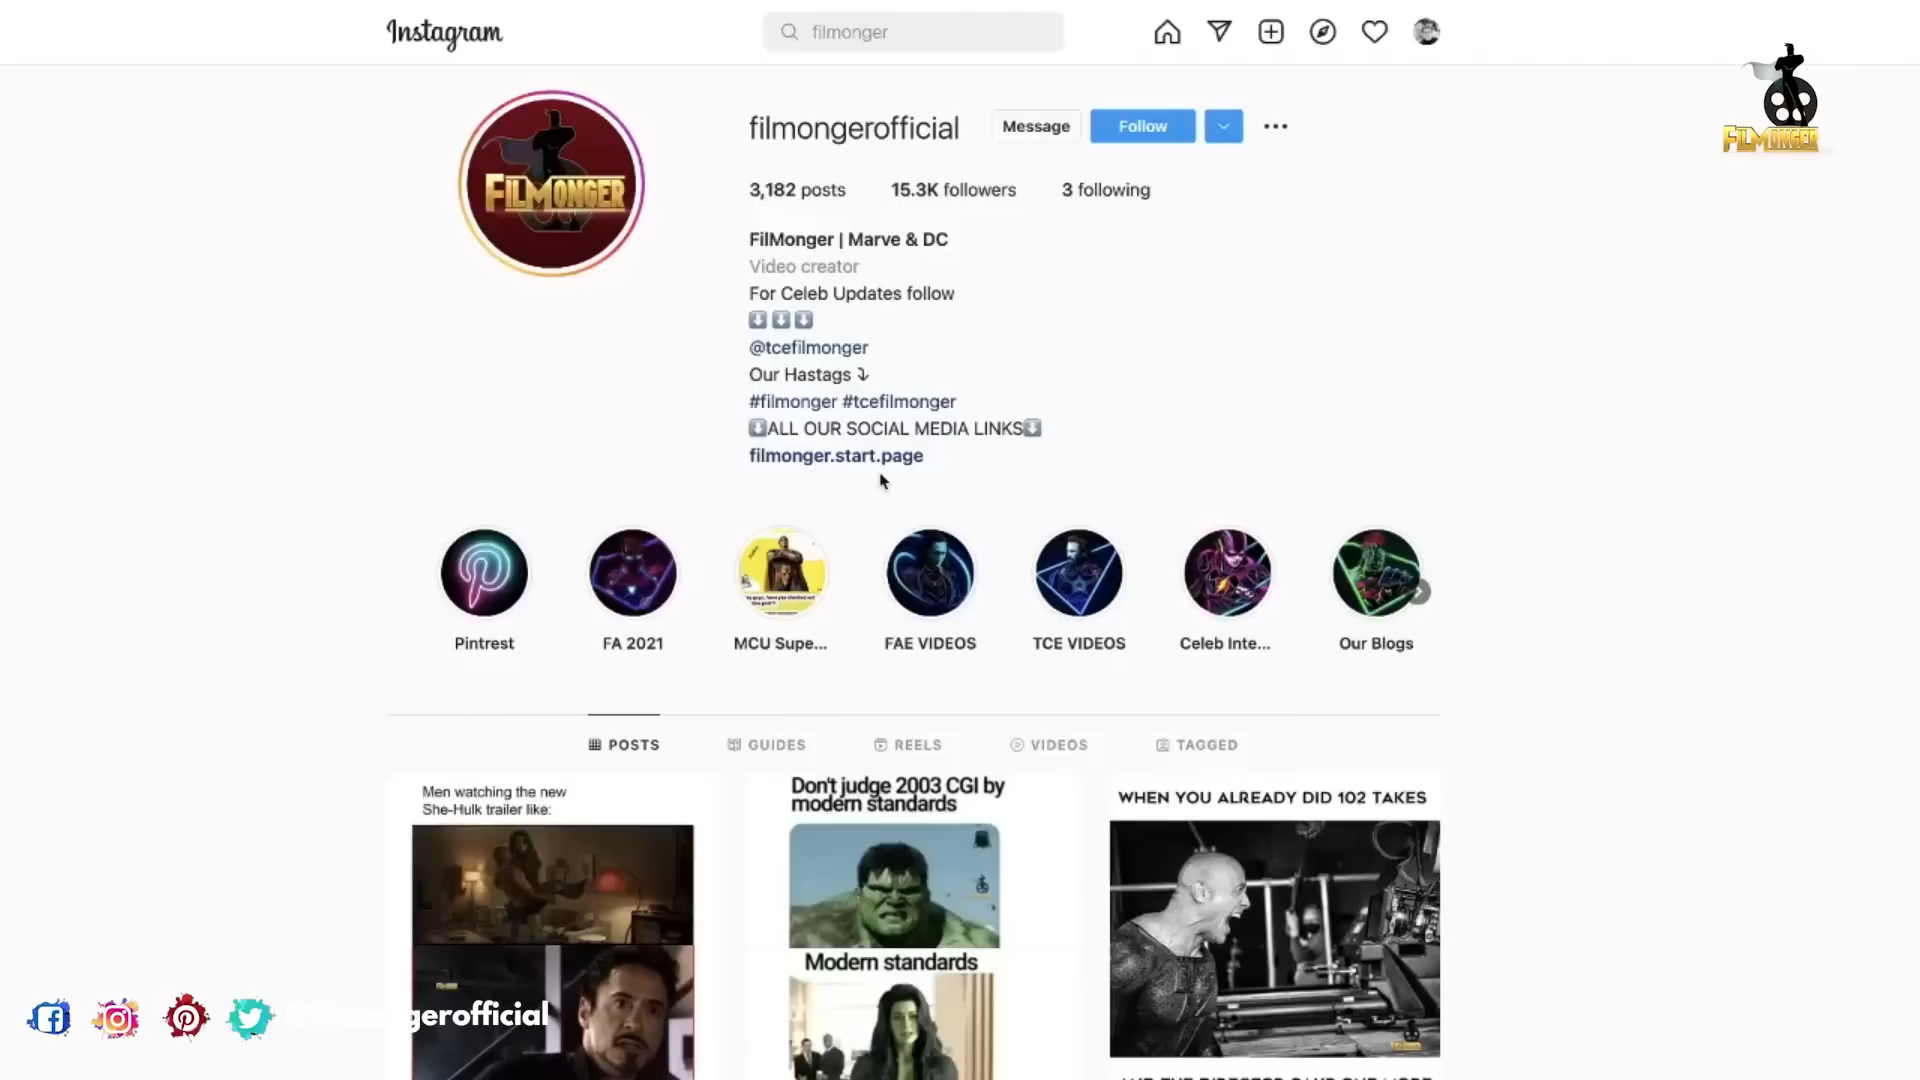 Instagram
filmonger
FILMONGER
FILMONGER
filmongerofficial
Message
Follow
3,182 posts
15.3K followers
3 following
FilMonger | Marve & DC
Video creator
For Celeb Updates follow
⬇️⬇️⬇️
@tcefilmonger
Our Hastags ⤵
#filmonger #tcefilmonger
⬇️ALL OUR SOCIAL MEDIA LINKS⬇️
filmonger.start.page
Pintrest
FA 2021
MCU Supe...
FAE VIDEOS
TCE VIDEOS
Celeb Inte...
Our Blogs
POSTS
GUIDES
REELS
VIDEOS
TAGGED
Men watching the new
She-Hulk trailer like:
Don't judge 2003 CGI by
modern standards
Modern standards
WHEN YOU ALREADY DID 102 TAKES
@filmongerofficial